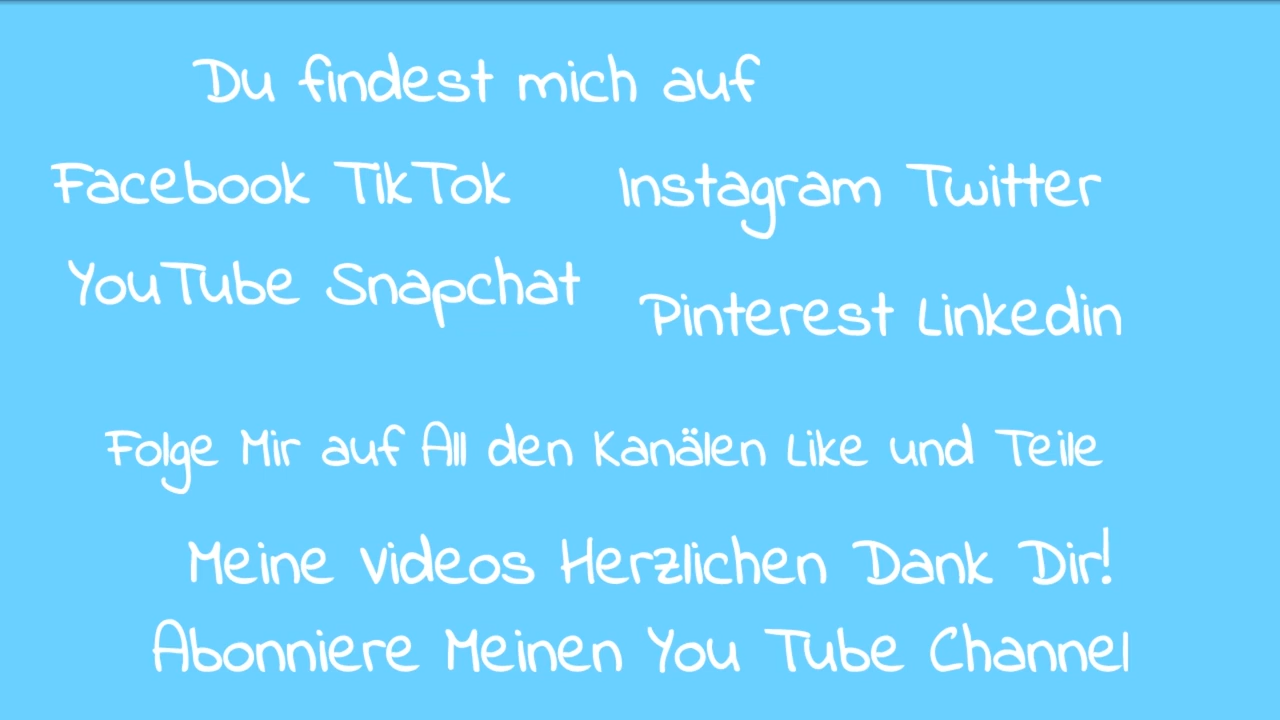 Du findest mich auf
Facebook TikTok
Instagram Twitter
YouTube Snapchat
Pinterest Linkedin
Folge Mir auf All den Kanälen Like und Teile
Meine Videos Herzlichen Dank Dir!
Abonniere Meinen You Tube Channel